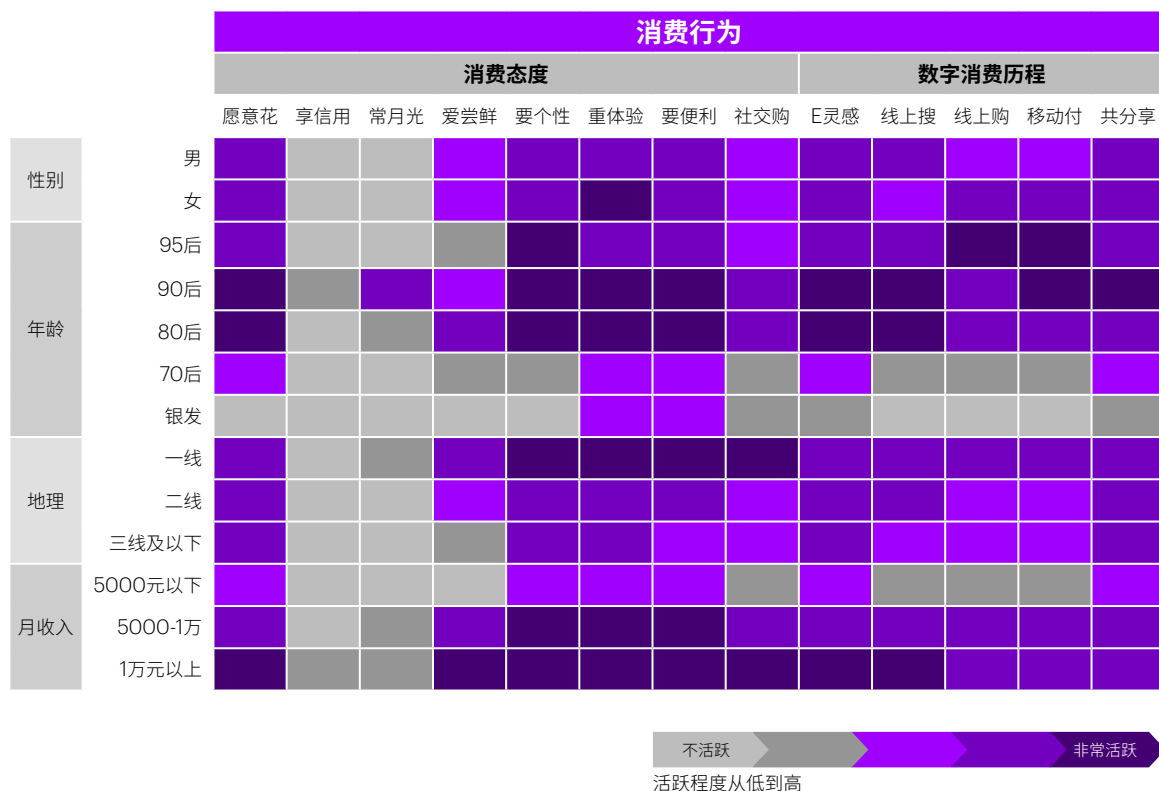 消费行为
消费态度 数字消费历程
愿意花 享信用 常月光 爱尝鲜 要个性 重体验 要便利 社交购 E灵感 线上搜 线上购 移动付 共分享
性别
男
女
年龄
95后
90后
80后
70后
银发
地理
一线
二线
三线及以下
月收入
5000元以下
5000-1万
1万元以上
不活跃 非常活跃
活跃程度从低到高